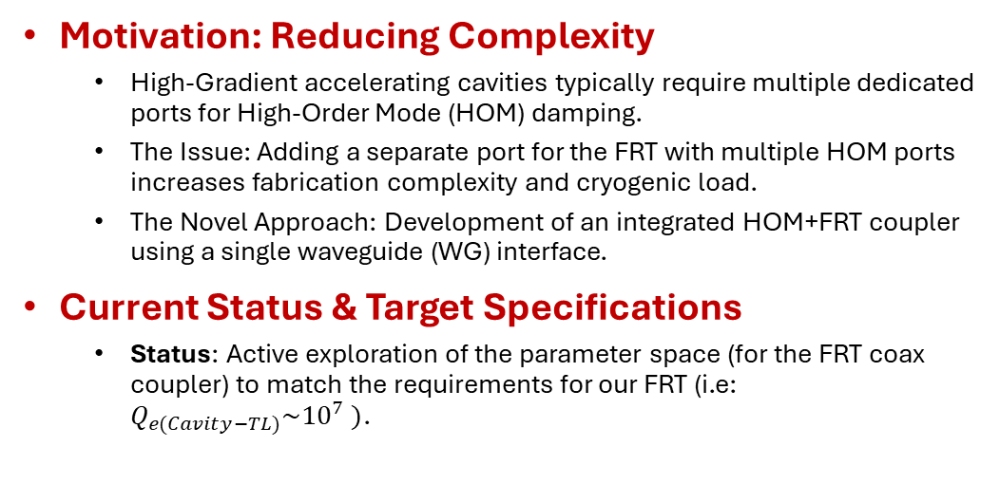 • Motivation: Reducing Complexity
• High-Gradient accelerating cavities typically require multiple dedicated
ports for High-Order Mode (HOM) damping.
• The Issue: Adding a separate port for the FRT with multiple HOM ports
increases fabrication complexity and cryogenic load.
• The Novel Approach: Development of an integrated HOM+FRT coupler
using a single waveguide (WG) interface.
• Current Status & Target Specifications
• Status: Active exploration of the parameter space (for the FRT coax
coupler) to match the requirements for our FRT (i.e:
$Q_{e(Cavity-TL)} \sim 10^7$ ).